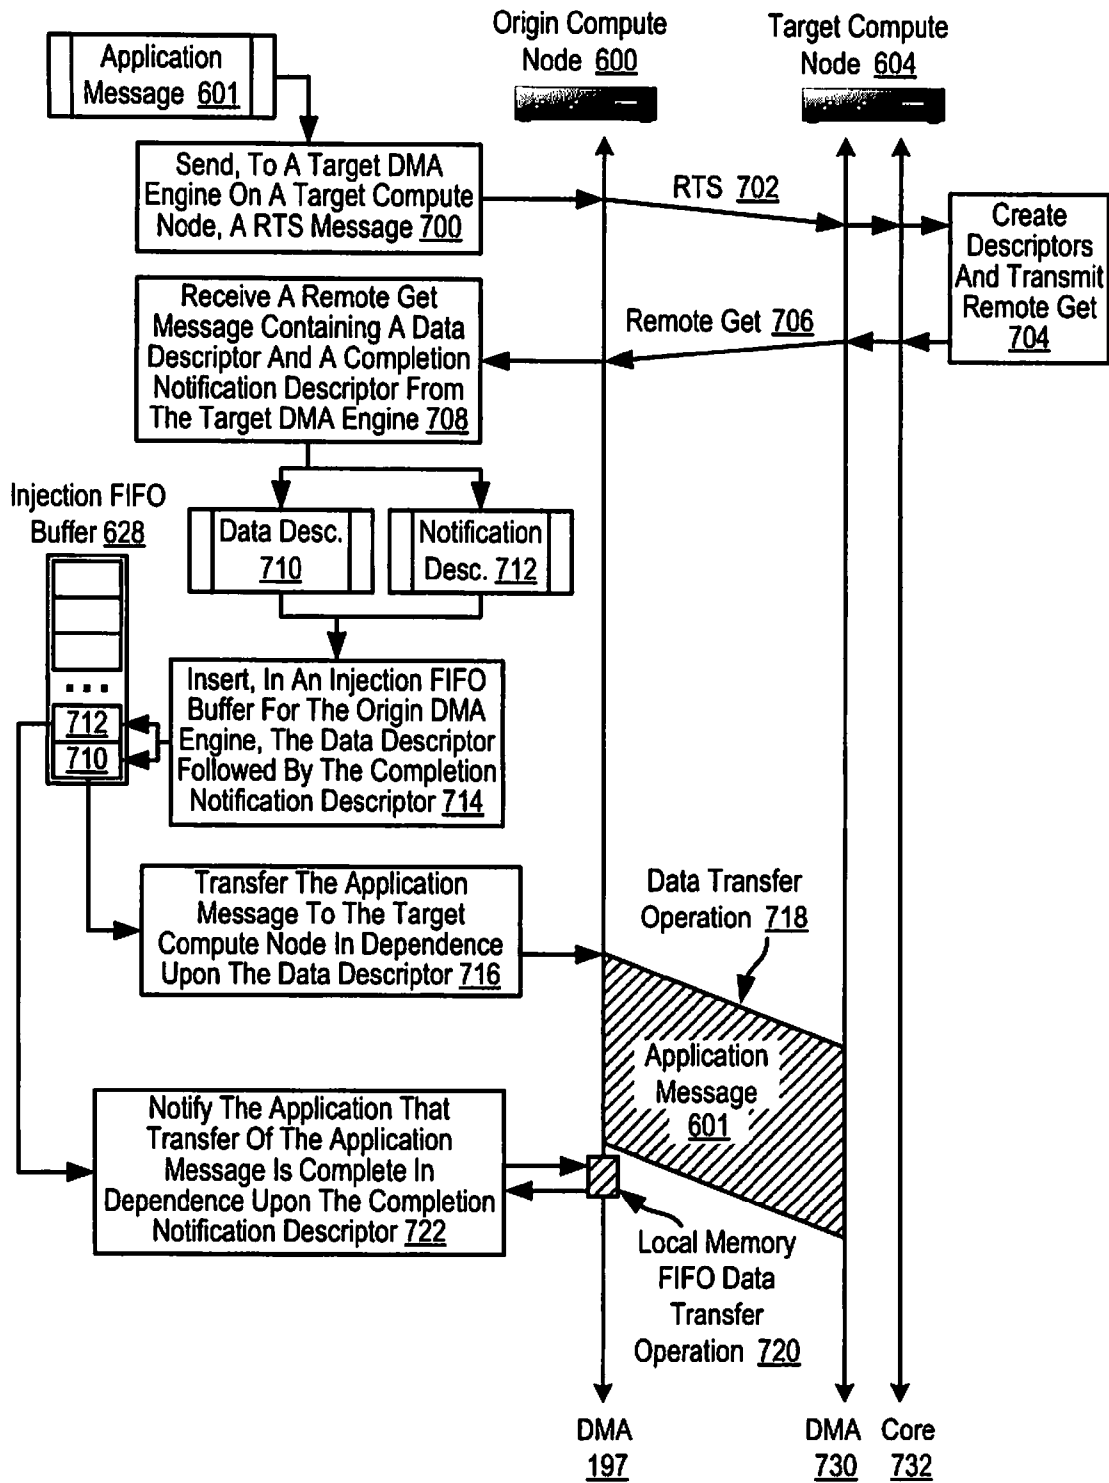 Origin Compute
Node 600
Target Compute
Node 604
Application
Message 601
Send, To A Target DMA
Engine On A Target Compute
Node, A RTS Message 700
RTS 702
Create
Descriptors
And Transmit
Remote Get
704
Receive A Remote Get
Message Containing A Data
Descriptor And A Completion
Notification Descriptor From
The Target DMA Engine 708
Remote Get 706
Injection FIFO
Buffer 628
Data Desc.
710
Notification
Desc. 712
...
712
710
Insert, In An Injection FIFO
Buffer For The Origin DMA
Engine, The Data Descriptor
Followed By The Completion
Notification Descriptor 714
Transfer The Application
Message To The Target
Compute Node In Dependence
Upon The Data Descriptor 716
Data Transfer
Operation 718
Application
Message
601
Notify The Application That
Transfer Of The Application
Message Is Complete In
Dependence Upon The Completion
Notification Descriptor 722
Local Memory
FIFO Data
Transfer
Operation 720
DMA
197
DMA
730
Core
732